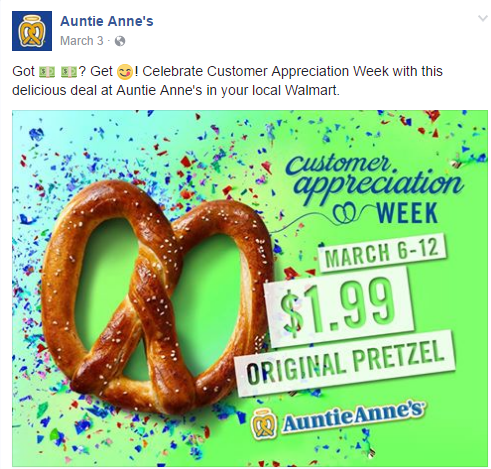 Auntie Anne's
March 3 ·
Got 💵 💵? Get 😋! Celebrate Customer Appreciation Week with this
delicious deal at Auntie Anne's in your local Walmart.
customer
appreciation
WEEK
MARCH 6-12
$1.99
ORIGINAL PRETZEL
AuntieAnne's